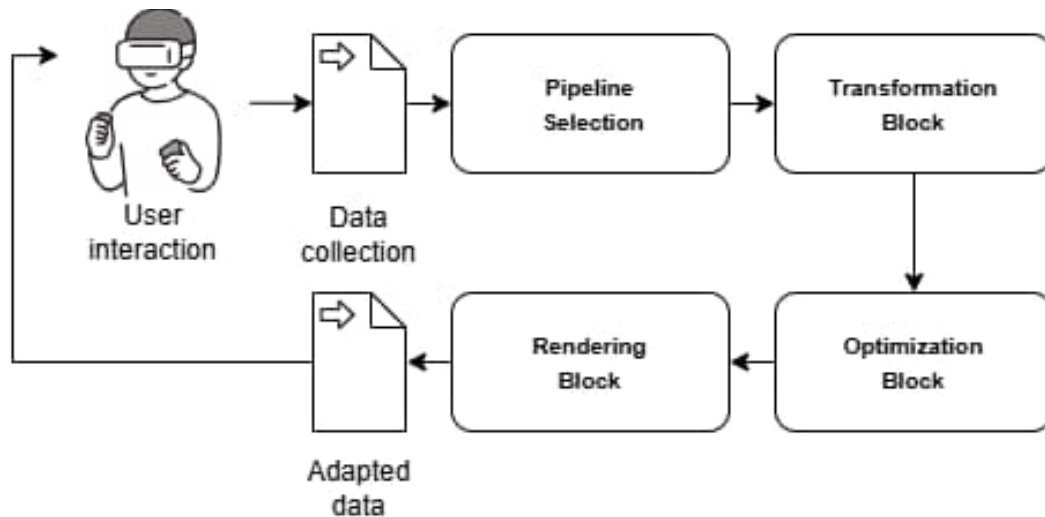 Pipeline
Selection
Transformation
Block
User
interaction
Data
collection
Rendering
Block
Optimization
Block
Adapted
data